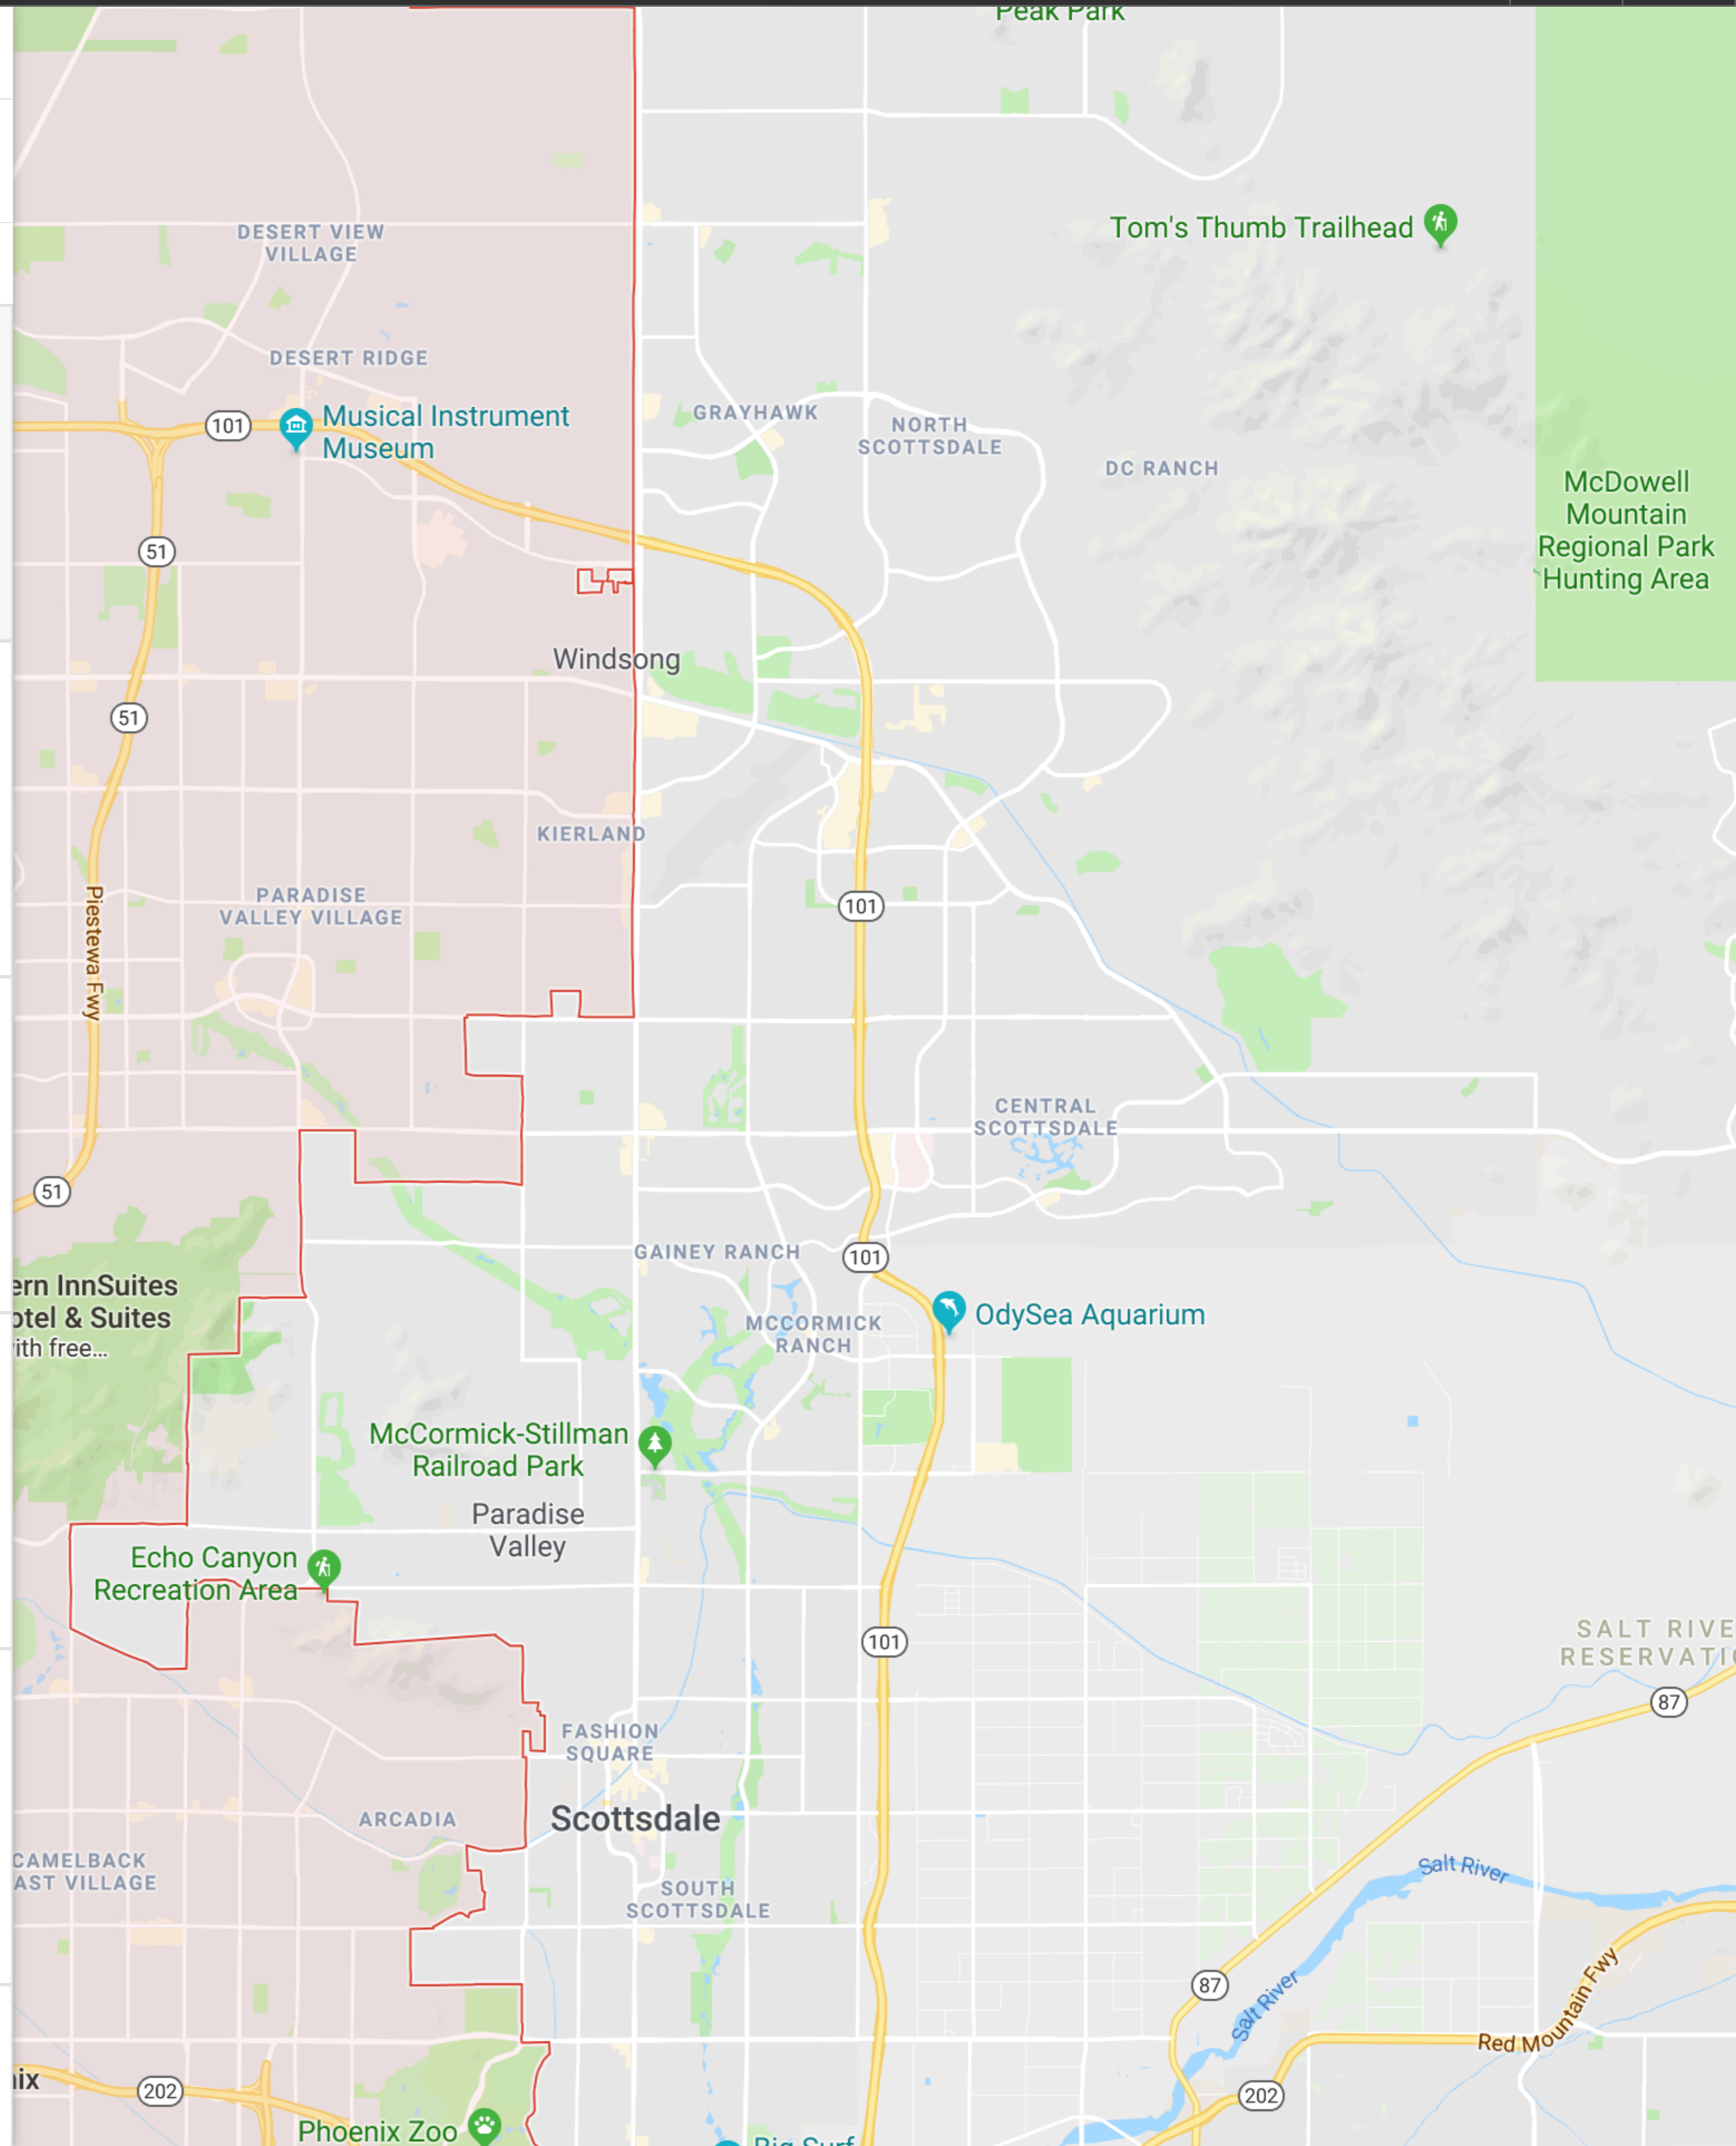 Peak Park
Tom's Thumb Trailhead
DESERT VIEW
VILLAGE
DESERT RIDGE
101
Musical Instrument
Museum
GRAYHAWK
NORTH
SCOTTSDALE
DC RANCH
McDowell
Mountain
Regional Park
Hunting Area
51
Windsong
51
KIERLAND
PARADISE
VALLEY VILLAGE
Piestewa Fwy
101
CENTRAL
SCOTTSDALE
51
GAINEY RANCH
101
ern InnSuites
otel & Suites
ith free...
OdySea Aquarium
MCCORMICK
RANCH
McCormick-Stillman
Railroad Park
Paradise
Valley
Echo Canyon
Recreation Area
101
SALT RIVE
RESERVATIO
87
FASHION
SQUARE
Scottsdale
ARCADIA
CAMELBACK
AST VILLAGE
Salt River
SOUTH
SCOTTSDALE
87
Salt River
Red Mountain Fwy
ix
202
202
Phoenix Zoo
Big Surf